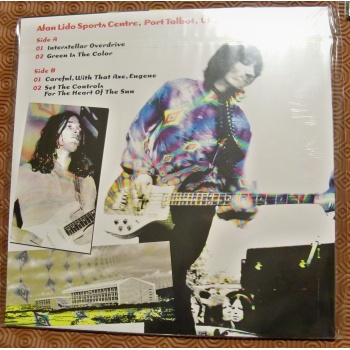 Afan Lido Sports Centre, Port Talbot, U
Side A
01 Interstellar Overdrive
02 Green Is The Color
Side B
01 Careful, With That Axe, Eugene
02 Set The Controls
For The Heart Of The Sun